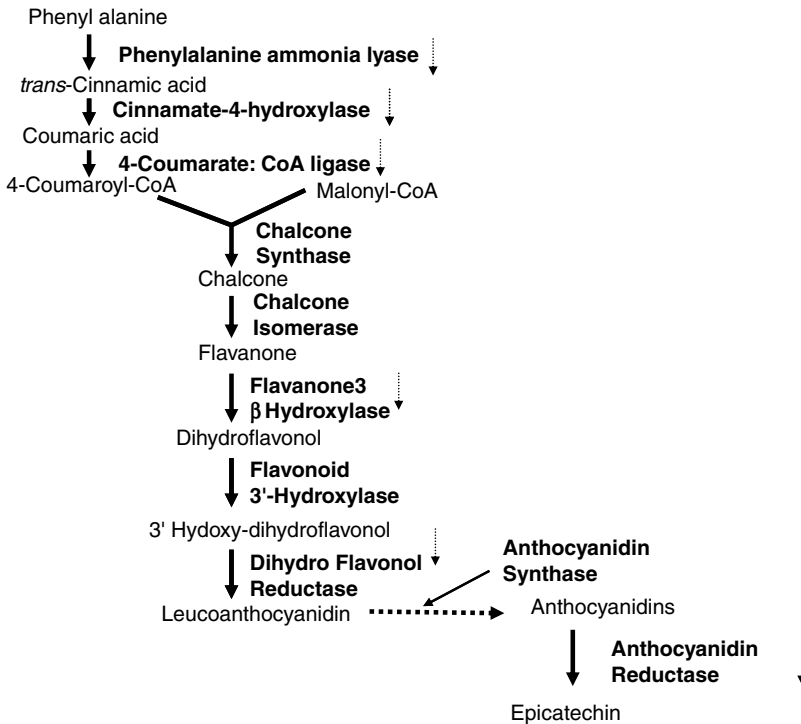 Phenyl alanine
Phenylalanine ammonia lyase
trans-Cinnamic acid
Cinnamate-4-hydroxylase
Coumaric acid
4-Coumarate: CoA ligase
4-Coumaroyl-CoA
Malonyl-CoA
Chalcone
Synthase
Chalcone
Chalcone
Isomerase
Flavanone
Flavanone3
β Hydroxylase
Dihydroflavonol
Flavonoid
3'-Hydroxylase
3' Hydoxy-dihydroflavonol
Dihydro Flavonol
Reductase
Anthocyanidin
Synthase
Leucoanthocyanidin
Anthocyanidins
Anthocyanidin
Reductase
Epicatechin